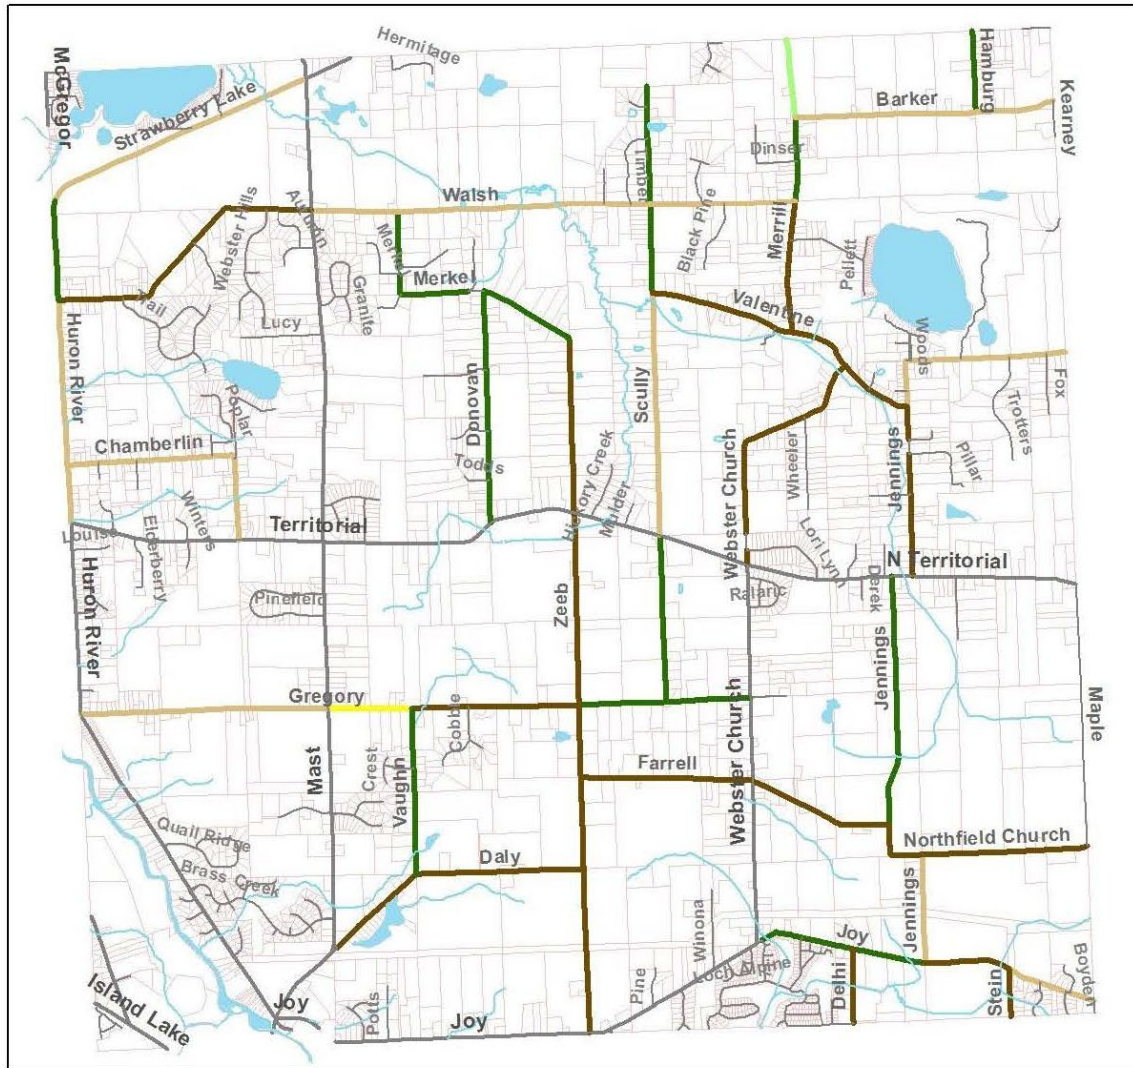 Hermitage
Hamburg
McGregor
Kearney
Barker
Strawberry Lake
Dinser
Timber
Walsh
Webster Hills
Auburn
Black Pine
Merrill
Merkel
Merkel
Pellett
Granite
Valentine
Trail
Lucy
Huron River
Woods
Scully
Fox
Donovan
Trotters
Poplar
Chamberlin
Jennings
Pillar
Todds
Wheeler
Webster Church
Hickory Creek
Mulder
Winters
Elderberry
Territorial
Louise
Lori Lynn
N Territorial
Derek
Huron River
Pinefield
Zeeb
Ralaric
Jennings
Gregory
Cobble
Webster Church
Maple
Mast
Crest
Vaughn
Farrell
Quail Ridge
Northfield Church
Daly
Brass Creek
Jennings
Winona
Joy
Boyden
Loch Alpine
Pine
Delhi
Stein
Island Lake
Joy
Potts
Joy